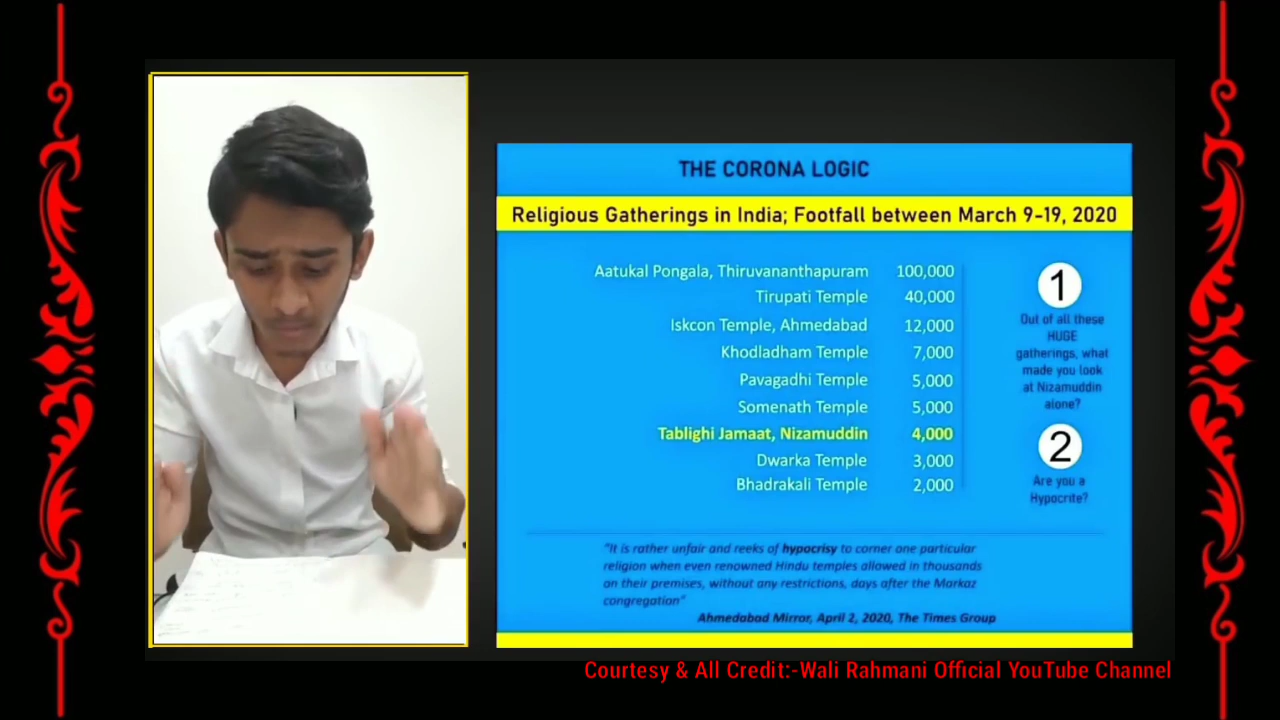 THE CORONA LOGIC
Religious Gatherings in India; Footfall between March 9-19, 2020
Aatukal Pongala, Thiruvananthapuram 100,000
Tirupati Temple 40,000
Iskcon Temple, Ahmedabad 12,000
Khodladham Temple 7,000
Pavagadhi Temple 5,000
Somenath Temple 5,000
Tablighi Jamaat, Nizamuddin 4,000
Dwarka Temple 3,000
Bhadrakali Temple 2,000
1
Out of all these
HUGE
gatherings, what
made you look
at Nizamuddin
alone?
2
Are you a
Hypocrite?
"It is rather unfair and reeks of hypocrisy to corner one particular
religion when even renowned Hindu temples allowed in thousands
on their premises, without any restrictions, days after the Markaz
congregation"
Ahmedabad Mirror, April 2, 2020, The Times Group
Courtesy & All Credit:-Wali Rahmani Official YouTube Channel